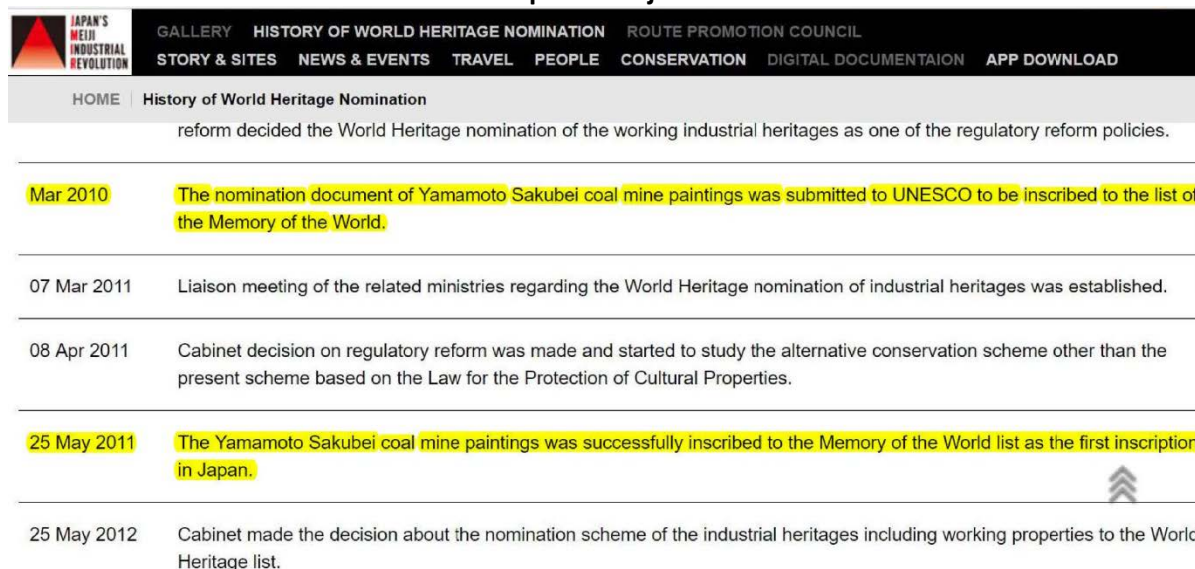 JAPAN'S
MEIJI
INDUSTRIAL
REVOLUTION
GALLERY HISTORY OF WORLD HERITAGE NOMINATION ROUTE PROMOTION COUNCIL
STORY & SITES NEWS & EVENTS TRAVEL PEOPLE CONSERVATION DIGITAL DOCUMENTAION APP DOWNLOAD
HOME History of World Heritage Nomination
reform decided the World Heritage nomination of the working industrial heritages as one of the regulatory reform policies.
Mar 2010 The nomination document of Yamamoto Sakubei coal mine paintings was submitted to UNESCO to be inscribed to the list of
the Memory of the World.
07 Mar 2011 Liaison meeting of the related ministries regarding the World Heritage nomination of industrial heritages was established.
08 Apr 2011 Cabinet decision on regulatory reform was made and started to study the alternative conservation scheme other than the
present scheme based on the Law for the Protection of Cultural Properties.
25 May 2011 The Yamamoto Sakubei coal mine paintings was successfully inscribed to the Memory of the World list as the first inscription
in Japan.
25 May 2012 Cabinet made the decision about the nomination scheme of the industrial heritages including working properties to the World
Heritage list.